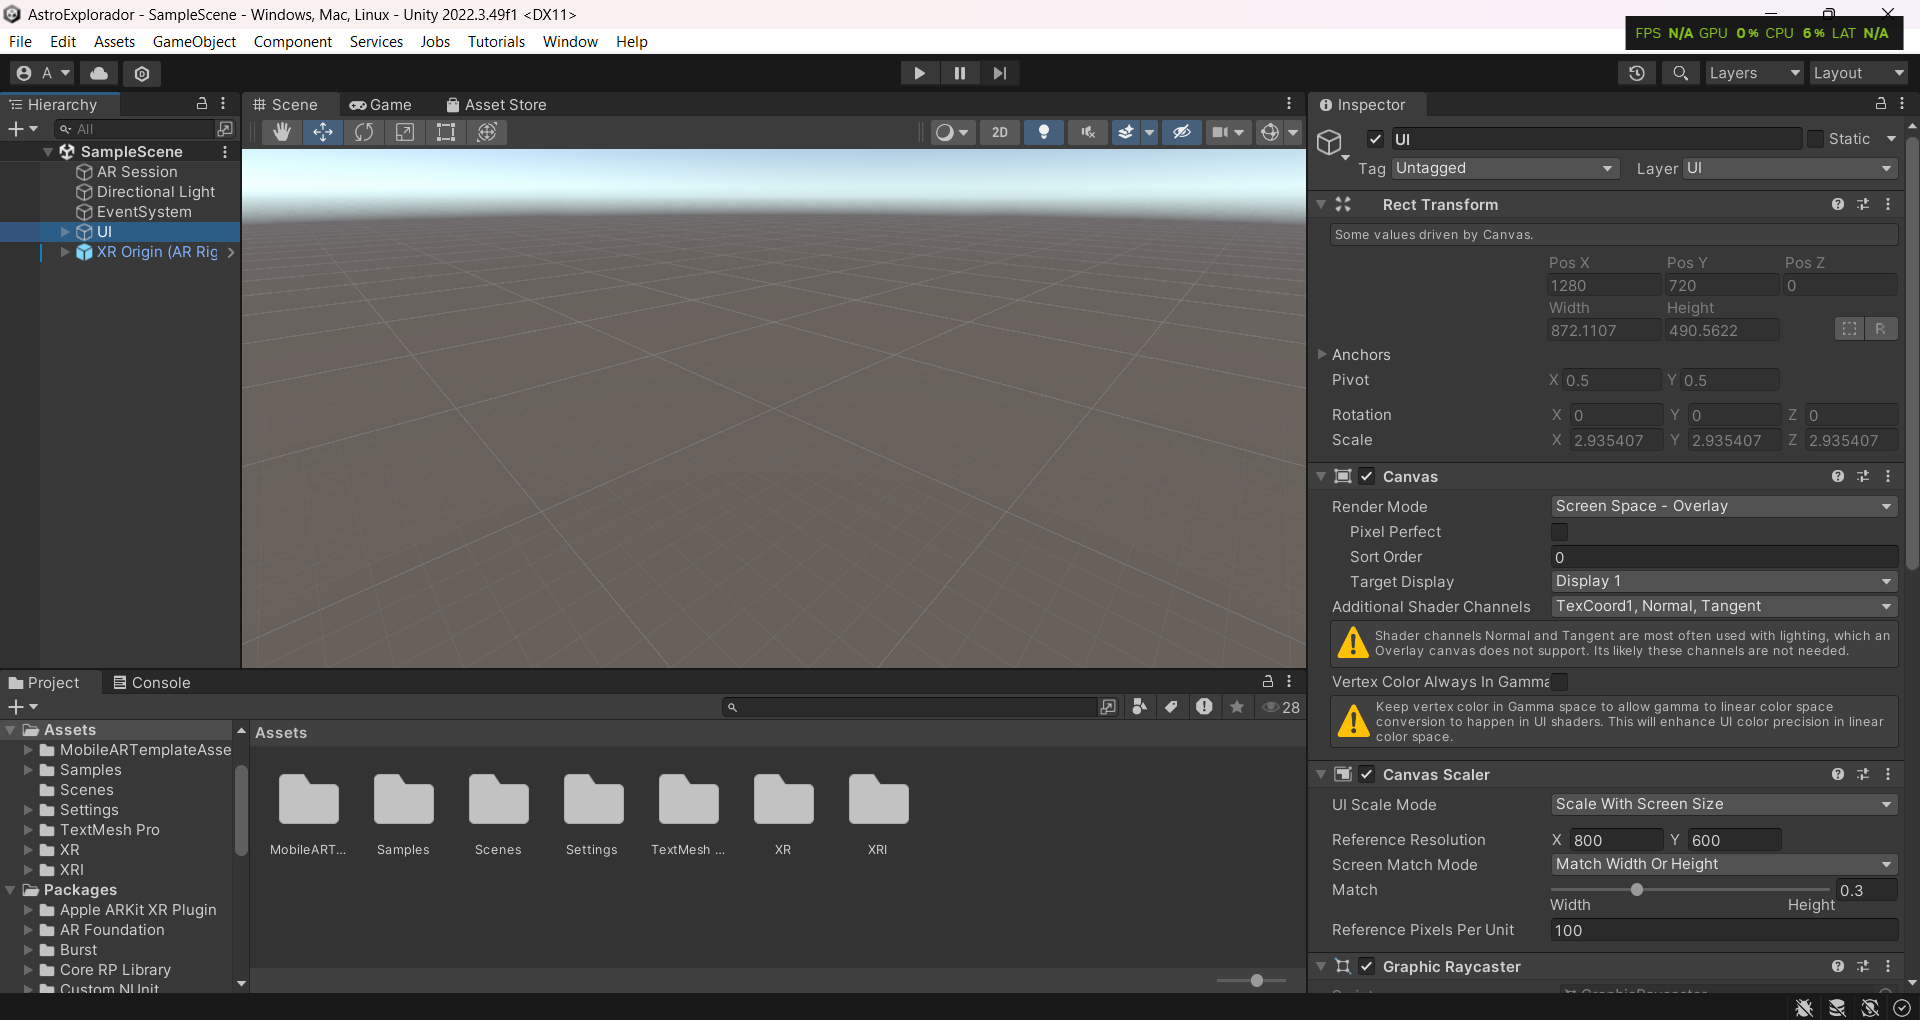 AstroExplorador - SampleScene - Windows, Mac, Linux - Unity 2022.3.49f1 <DX11>
FPS N/A GPU 0% CPU 6% LAT N/A
File Edit Assets GameObject Component Services Jobs Tutorials Window Help
A
Layers
Layout
Hierarchy
All
SampleScene
AR Session
Directional Light
EventSystem
UI
XR Origin (AR Rig
Scene Game Asset Store
2D
Inspector
UI
Static
Tag Untagged Layer UI
Rect Transform
Some values driven by Canvas.
Pos X Pos Y Pos Z
1280 720 0
Width Height
872.1107 490.5622
R
Anchors
Pivot X 0.5 Y 0.5
Rotation X 0 Y 0 Z 0
Scale X 2.935407 Y 2.935407 Z 2.935407
Canvas
Render Mode Screen Space - Overlay
Pixel Perfect
Sort Order 0
Target Display Display 1
Additional Shader Channels TexCoord1, Normal, Tangent
Shader channels Normal and Tangent are most often used with lighting, which an
Overlay canvas does not support. Its likely these channels are not needed.
Vertex Color Always In Gamma
Keep vertex color in Gamma space to allow gamma to linear color space
conversion to happen in UI shaders. This will enhance UI color precision in linear
color space.
Canvas Scaler
UI Scale Mode Scale With Screen Size
Reference Resolution X 800 Y 600
Screen Match Mode Match Width Or Height
Match 0.3
Width Height
Reference Pixels Per Unit 100
Graphic Raycaster
Project Console
28
Assets
MobileARTemplateAsse
Samples
Scenes
Settings
TextMesh Pro
XR
XRI
Packages
Apple ARKit XR Plugin
AR Foundation
Burst
Core RP Library
Custom NUnit
Assets
MobileART... Samples Scenes Settings TextMesh ... XR XRI